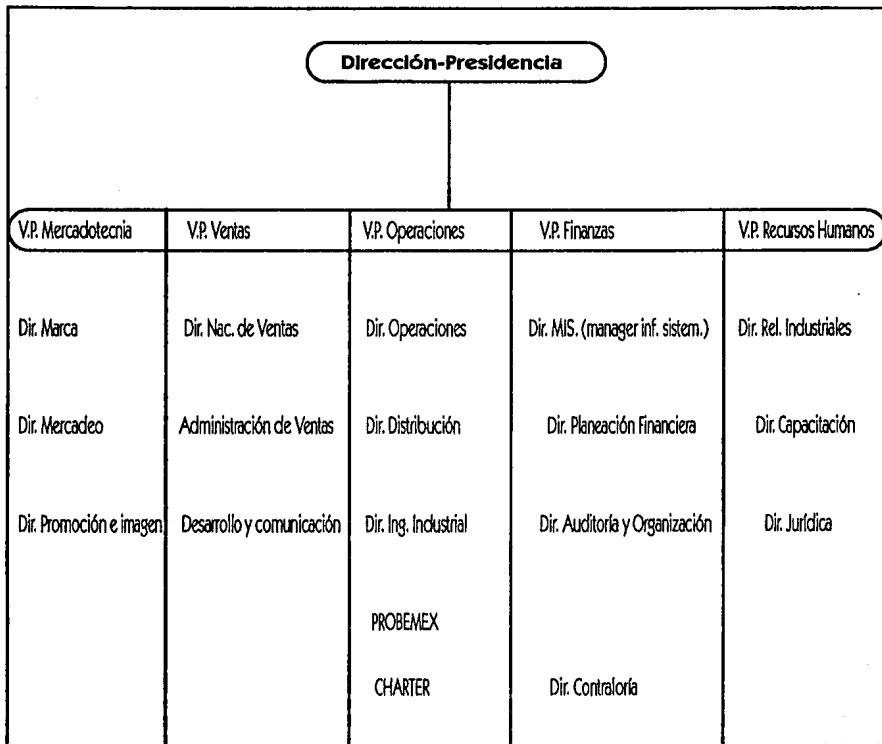 Dirección-Presidencia
V.P. Mercadotecnia
V.P. Ventas
V.P. Operaciones
V.P. Finanzas
V.P. Recursos Humanos
Dir. Marca
Dir. Nac. de Ventas
Dir. Operaciones
Dir. MIS. (manager inf. sistem.)
Dir. Rel. Industriales
Dir. Mercadeo
Administración de Ventas
Dir. Distribución
Dir. Planeación Financiera
Dir. Capacitación
Dir. Promoción e imagen
Desarrollo y comunicación
Dir. Ing. Industrial
Dir. Auditoría y Organización
Dir. Jurídica
PROBEMEX
CHARTER
Dir. Contraloría